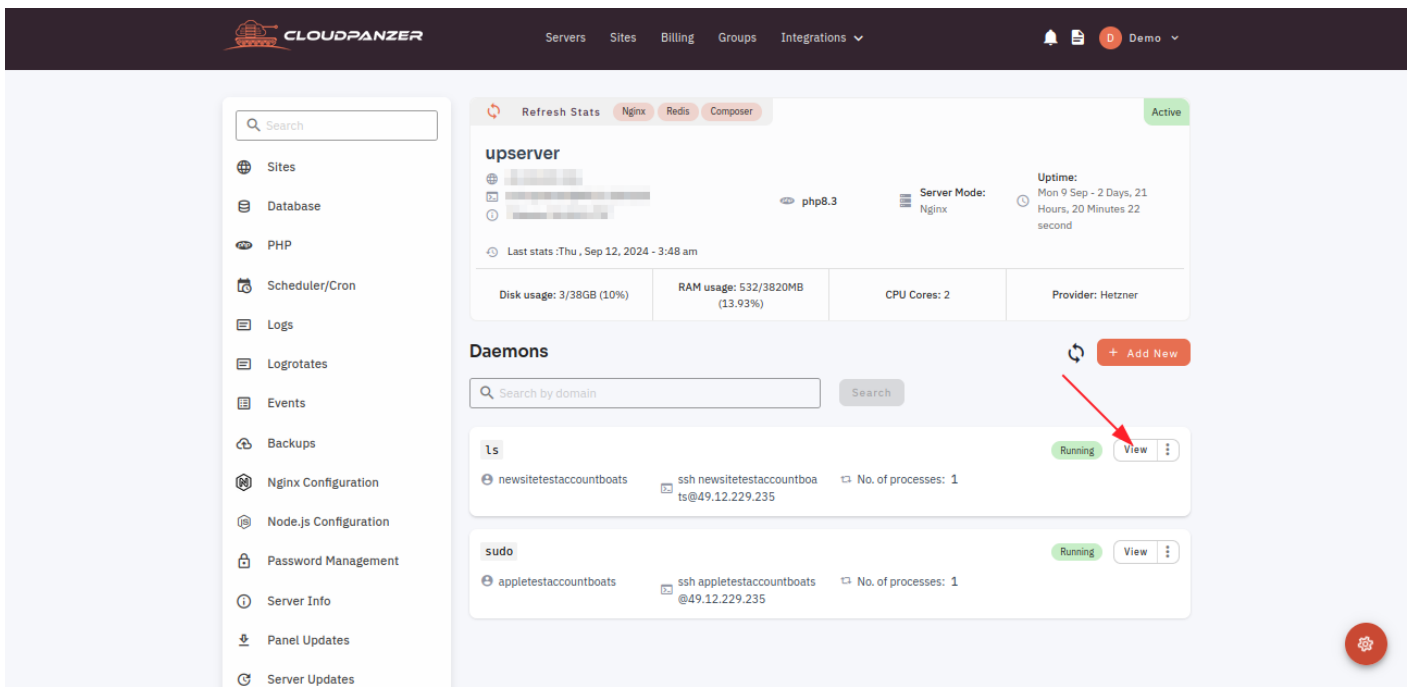 CLOUDPANZER
Servers Sites Billing Groups Integrations
D Demo
Search
Sites
Database
PHP
Scheduler/Cron
Logs
Logrotates
Events
Backups
Nginx Configuration
Node.js Configuration
Password Management
Server Info
Panel Updates
Server Updates
Refresh Stats Nginx Redis Composer Active
upserver
php8.3
Server Mode:
Nginx
Uptime:
Mon 9 Sep - 2 Days, 21
Hours, 20 Minutes 22
second
Last stats :Thu , Sep 12, 2024 - 3:48 am
Disk usage: 3/38GB (10%)
RAM usage: 532/3820MB
(13.93%)
CPU Cores: 2
Provider: Hetzner
Daemons
+ Add New
Search by domain
Search
ls
Running View
newsitetestaccountboats
ssh newsitetestaccountboa
ts@49.12.229.235
No. of processes: 1
sudo
Running View
appletestaccountboats
ssh appletestaccountboats
@49.12.229.235
No. of processes: 1